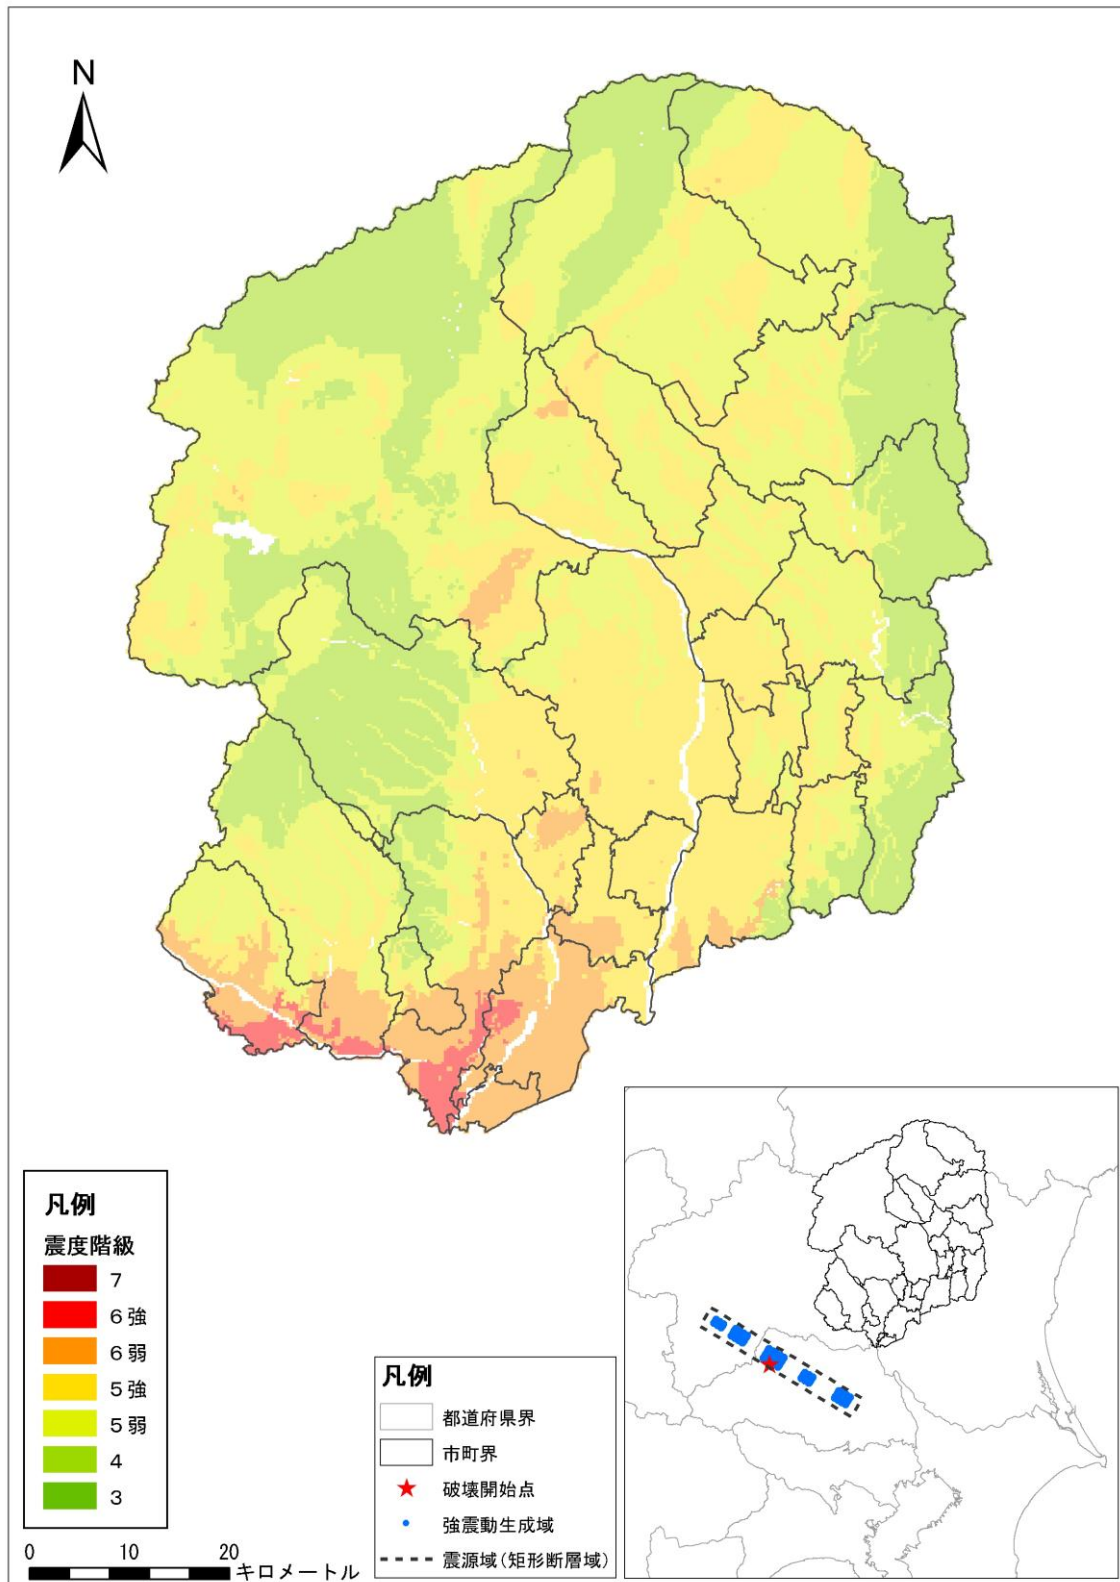 N
凡例
震度階級
7
6強
6弱
5強
5弱
4
3
0 10 20
キロメートル
凡例
都道府県界
市町界
破壊開始点
強震動生成域
震源域(矩形断層域)